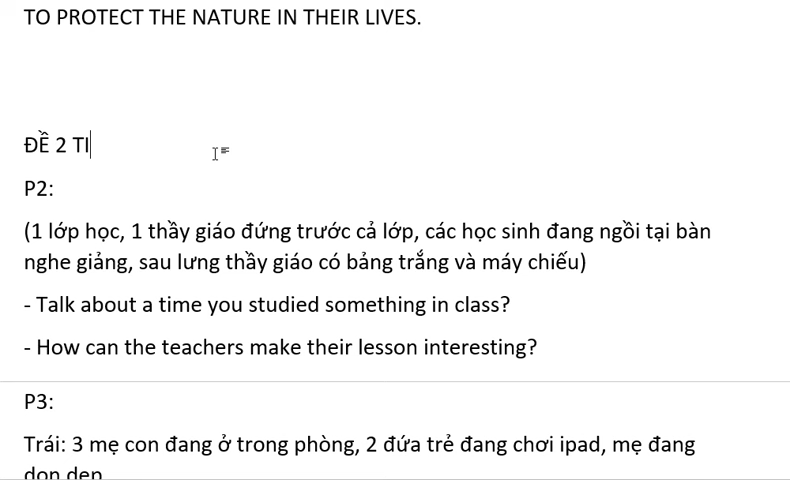 TO PROTECT THE NATURE IN THEIR LIVES.
ĐỀ 2 TI
P2:
(1 lớp học, 1 thầy giáo đứng trước cả lớp, các học sinh đang ngồi tại bàn
nghe giảng, sau lưng thầy giáo có bảng trắng và máy chiếu)
- Talk about a time you studied something in class?
- How can the teachers make their lesson interesting?
P3:
Trái: 3 mẹ con đang ở trong phòng, 2 đứa trẻ đang chơi ipad, mẹ đang